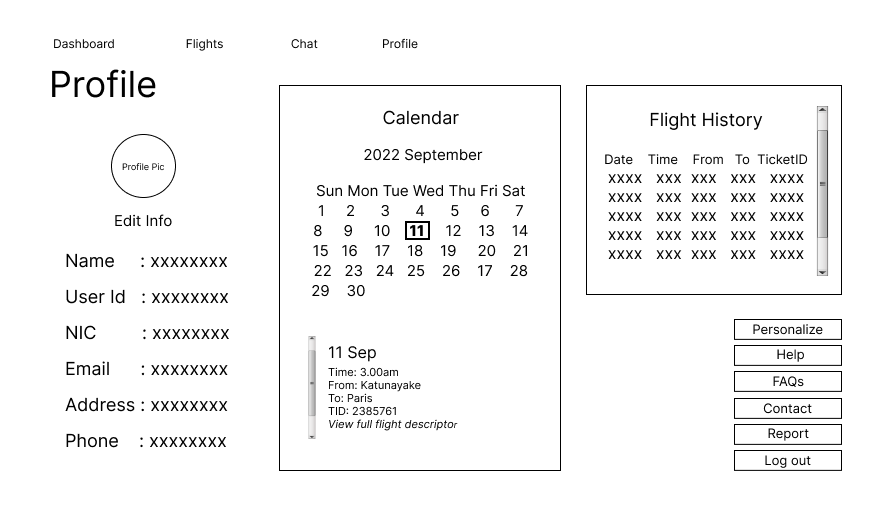 Dashboard Flights Chat Profile
Profile
Profile Pic
Edit Info
Name : xxxxxxxx
User Id : xxxxxxxx
NIC : xxxxxxxx
Email : xxxxxxxx
Address : xxxxxxxx
Phone : xxxxxxxx
Calendar
2022 September
Sun Mon Tue Wed Thu Fri Sat
1 2 3 4 5 6 7
8 9 10 11 12 13 14
15 16 17 18 19 20 21
22 23 24 25 26 17 28
29 30
11 Sep
Time: 3.00am
From: Katunayake
To: Paris
TID: 2385761
View full flight descriptor
Flight History
Date Time From To TicketID
xxxx xxx xxx xxx xxxx
xxxx xxx xxx xxx xxxx
xxxx xxx xxx xxx xxxx
xxxx xxx xxx xxx xxxx
xxxx xxx xxx xxx xxxx
Personalize
Help
FAQs
Contact
Report
Log out